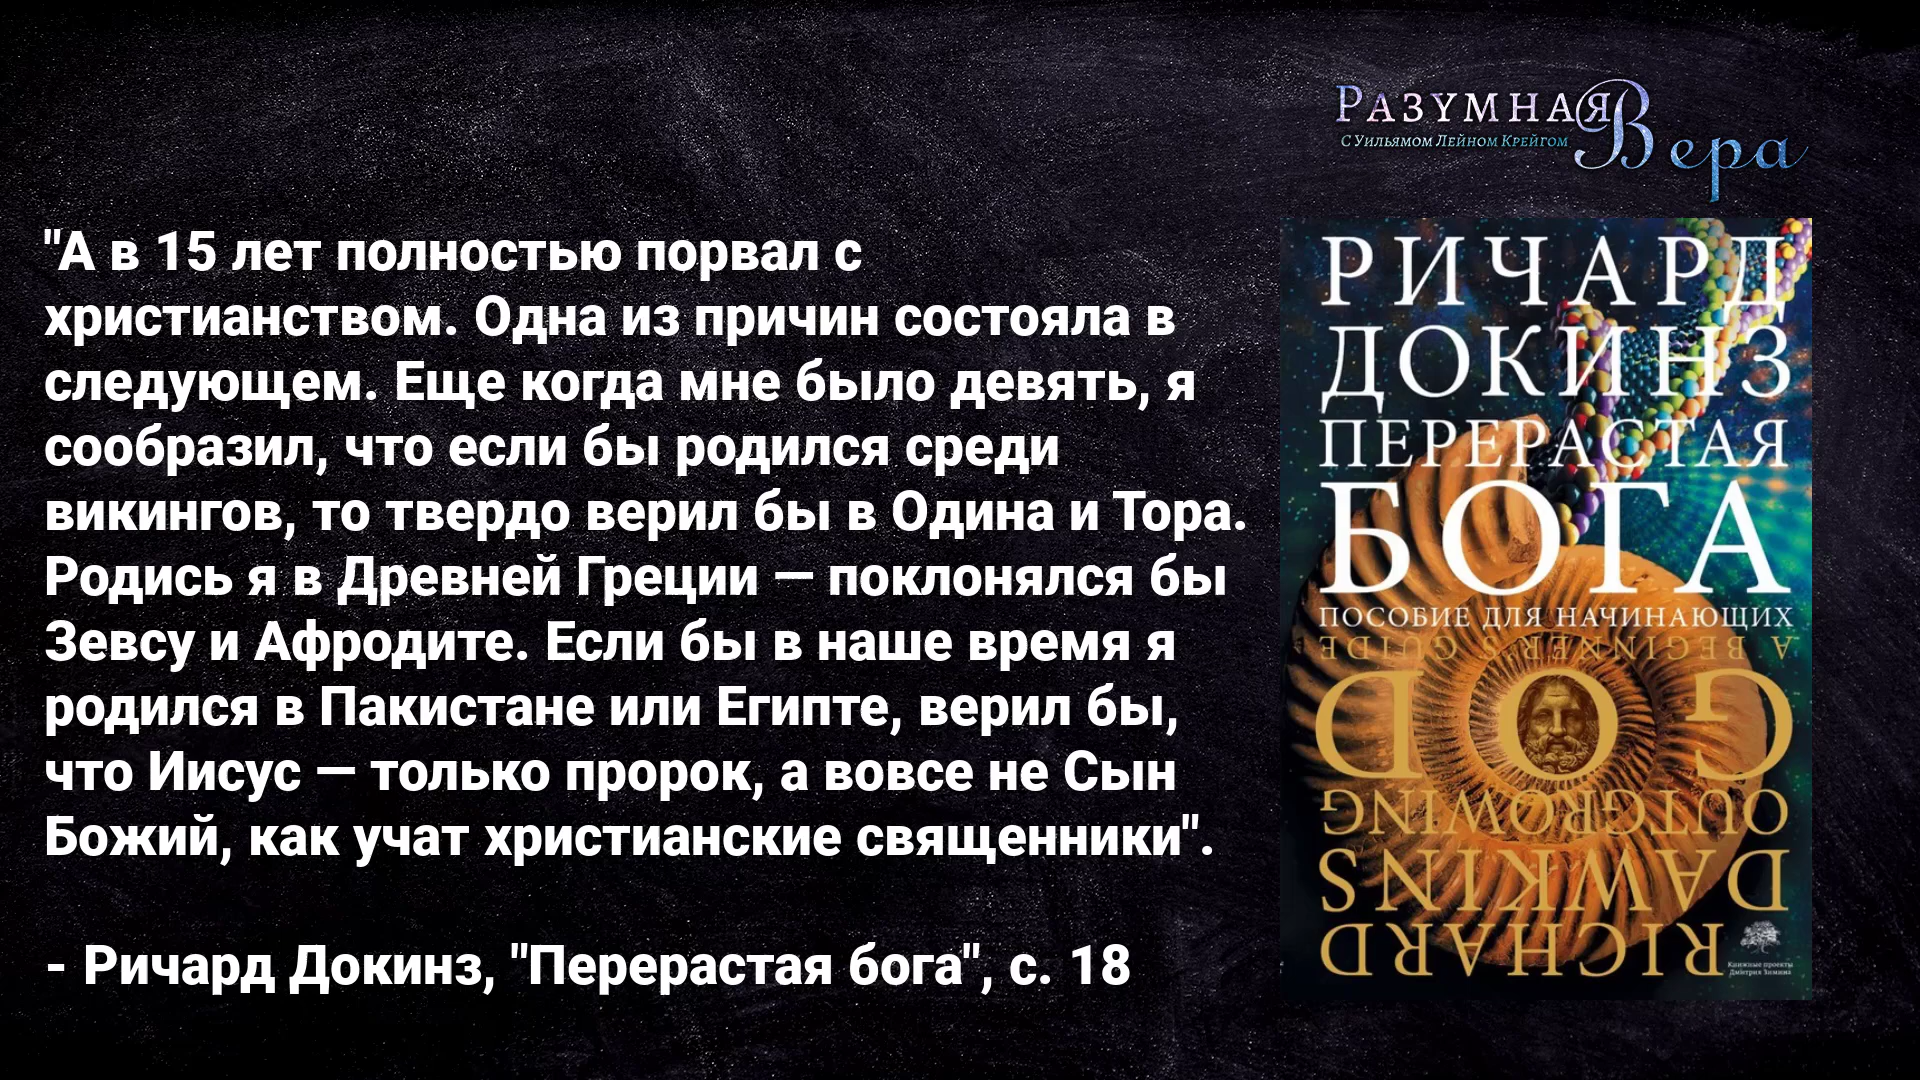 РАЗУМНАЯ Вера
С УИЛЬЯМОМ ЛЕЙНОМ КРЕЙГОМ
"А в 15 лет полностью порвал с
христианством. Одна из причин состояла в
следующем. Еще когда мне было девять, я
сообразил, что если бы родился среди
викингов, то твердо верил бы в Одина и Тора.
Родись я в Древней Греции — поклонялся бы
Зевсу и Афродите. Если бы в наше время я
родился в Пакистане или Египте, верил бы,
что Иисус — только пророк, а вовсе не Сын
Божий, как учат христианские священники".
- Ричард Докинз, "Перерастая бога", с. 18
РИЧАРД
ДОКИНЗ
ПЕРЕРАСТАЯ
БОГА
ПОСОБИЕ ДЛЯ НАЧИНАЮЩИХ
A BEGINNER'S GUIDE
GOD
OUTGROWING
DAWKINS
RICHARD
Книжные проекты
Дмитрия Зимина